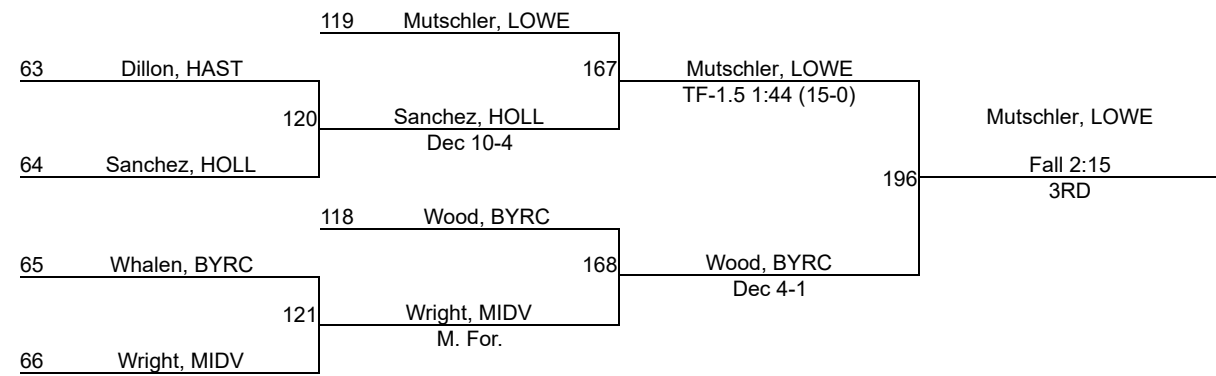 119 Mutschler, LOWE
63 Dillon, HAST
167
Mutschler, LOWE
TF-1.5 1:44 (15-0)
120
Sanchez, HOLL
Dec 10-4
Mutschler, LOWE
64 Sanchez, HOLL
196
Fall 2:15
3RD
118 Wood, BYRC
65 Whalen, BYRC
168
Wood, BYRC
Dec 4-1
121
Wright, MIDV
M. For.
66 Wright, MIDV